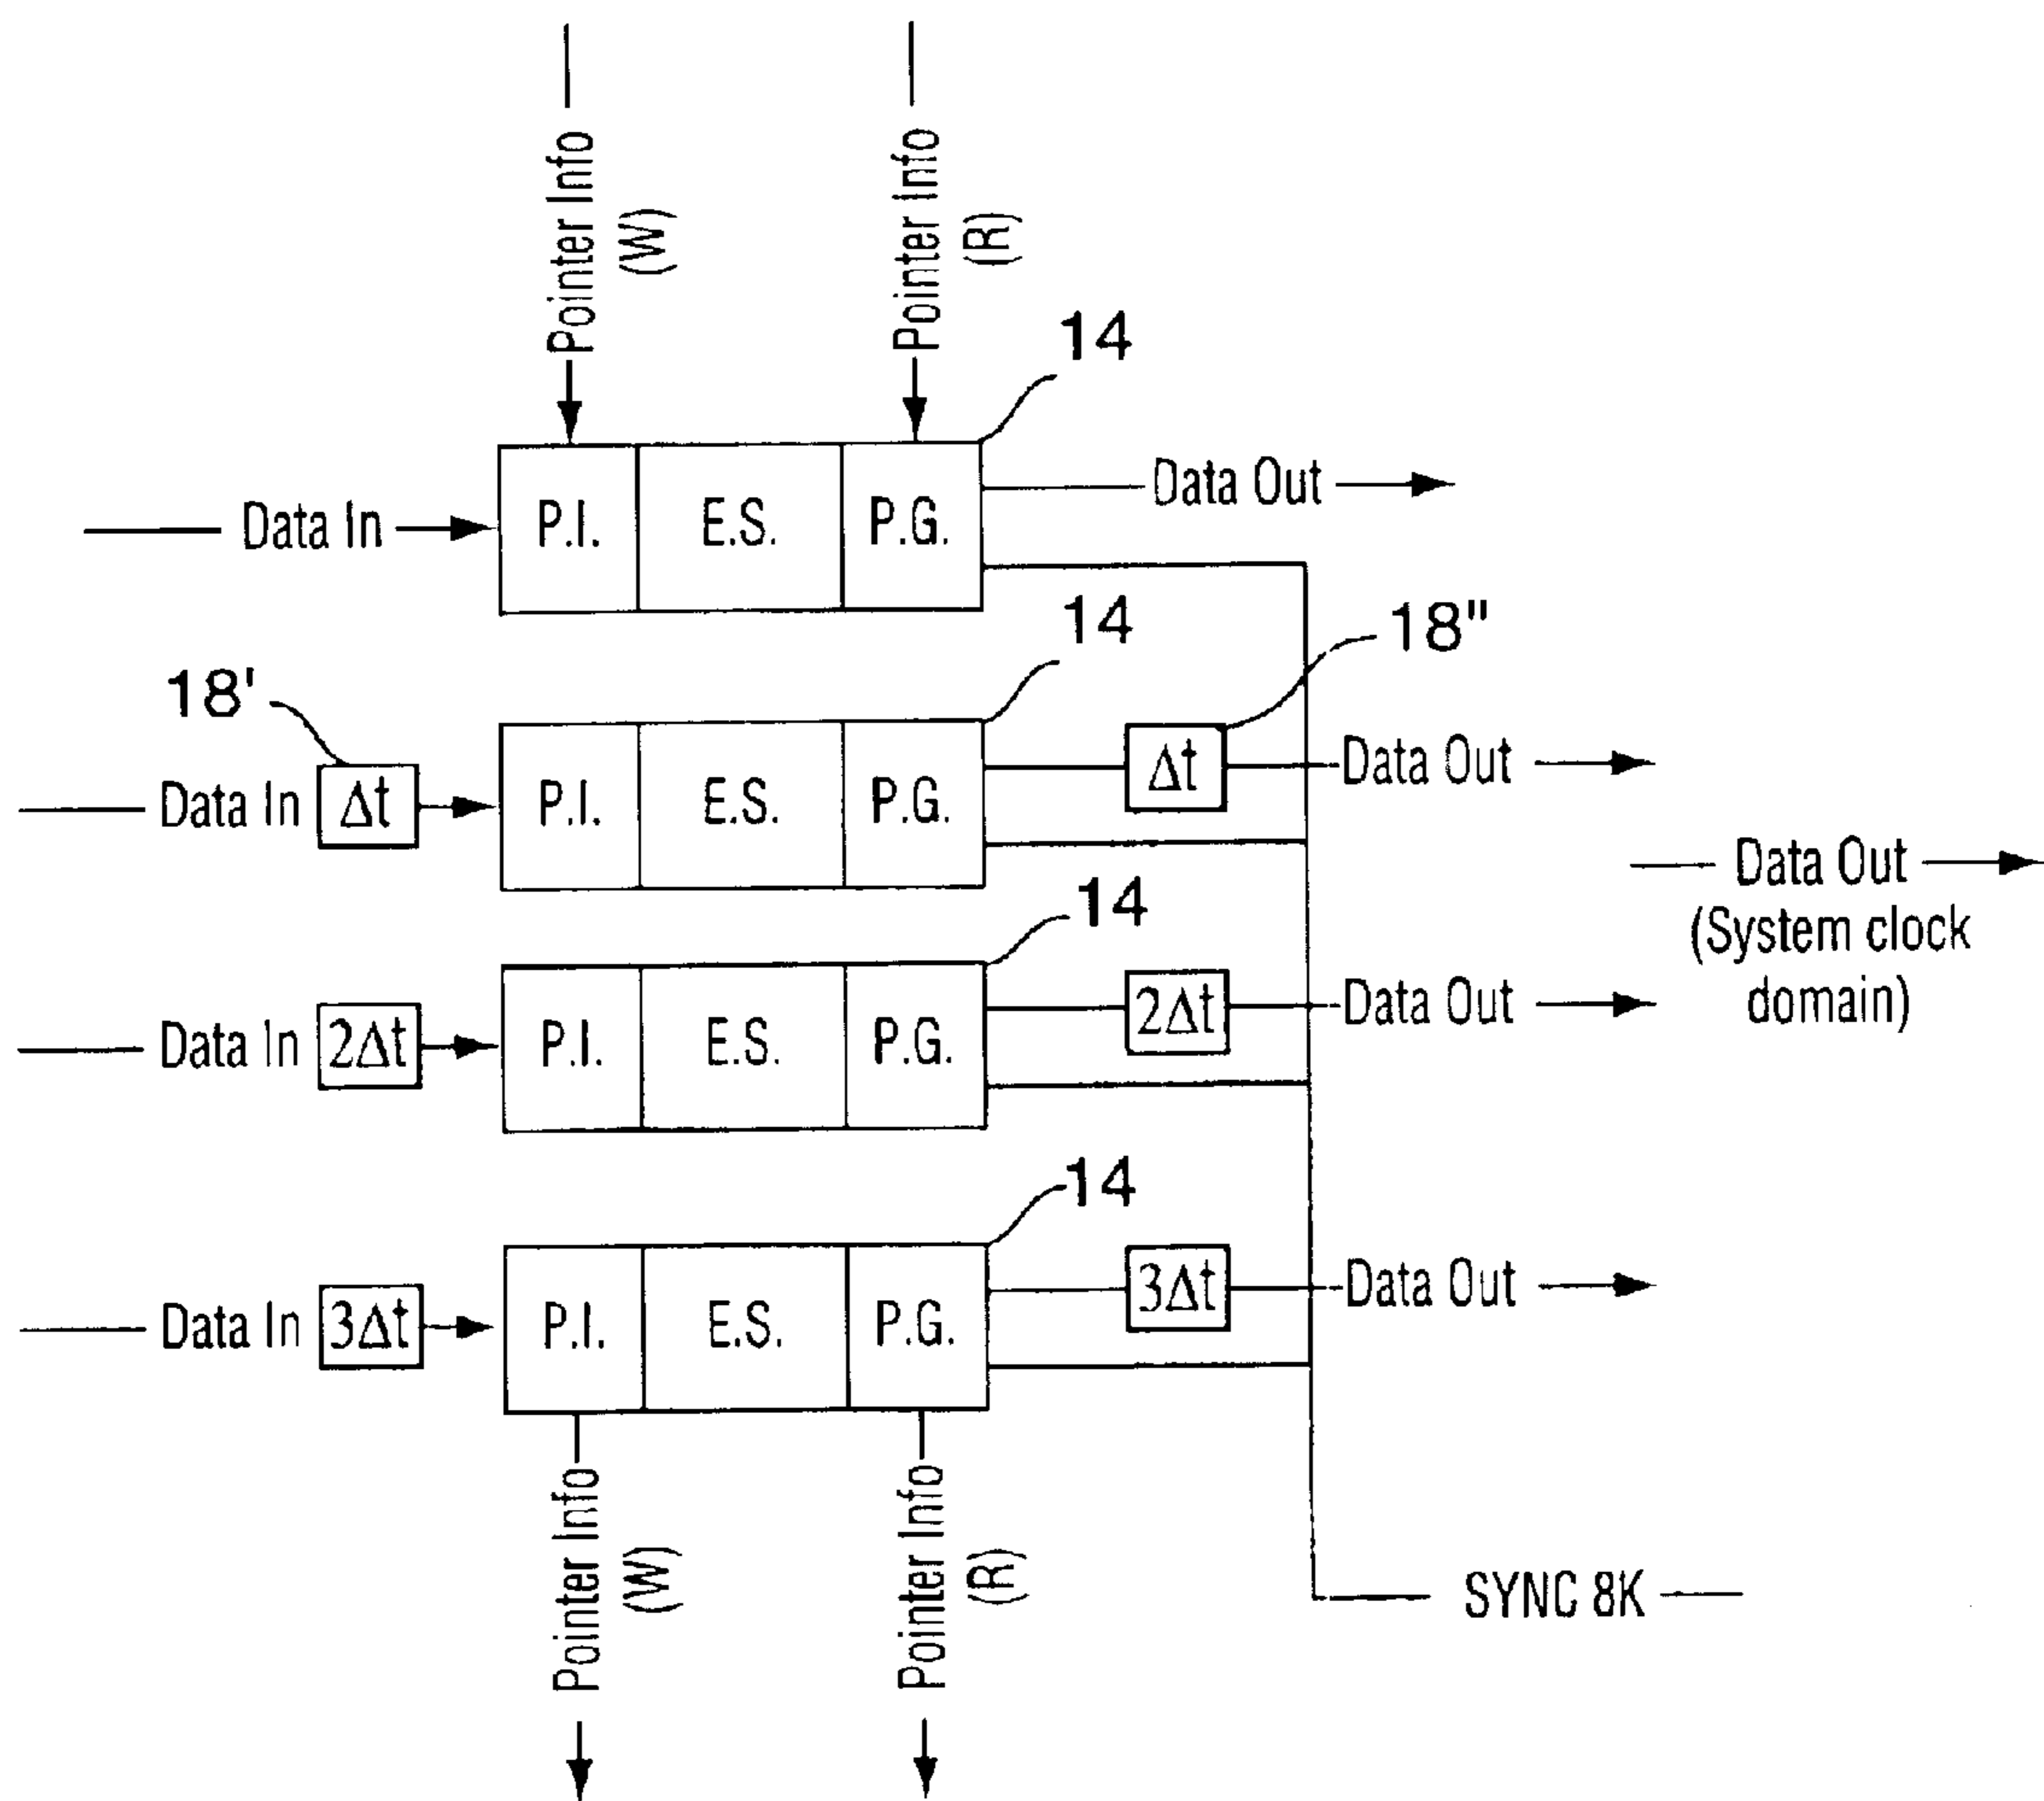 Pointer Info
(W)
Pointer Info
(R)
14
Data In
P.I.
E.S.
P.G.
Data Out
14
18"
18'
Data In
Δt
P.I.
E.S.
P.G.
Δt
Data Out
Data Out
(System clock
domain)
14
Data In
2Δt
P.I.
E.S.
P.G.
2Δt
Data Out
14
Data In
3Δt
P.I.
E.S.
P.G.
3Δt
Data Out
Pointer Info
(W)
Pointer Info
(R)
SYNC 8K